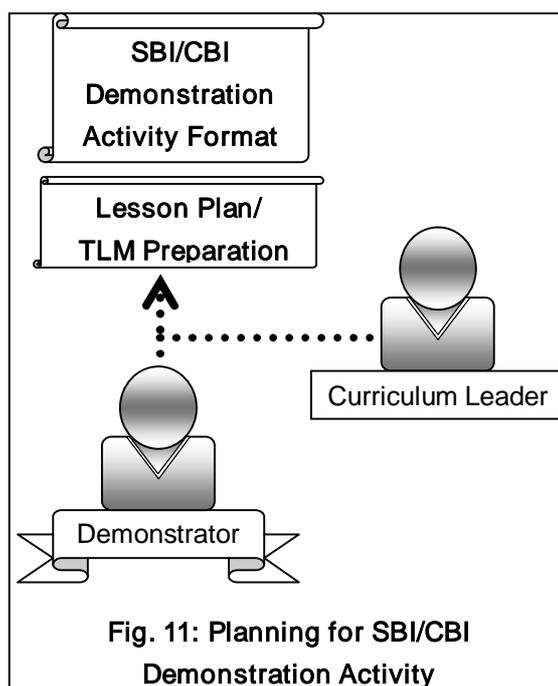 SBI/CBI
Demonstration
Activity Format
Lesson Plan/
TLM Preparation
Curriculum Leader
Demonstrator
Fig. 11: Planning for SBI/CBI
Demonstration Activity